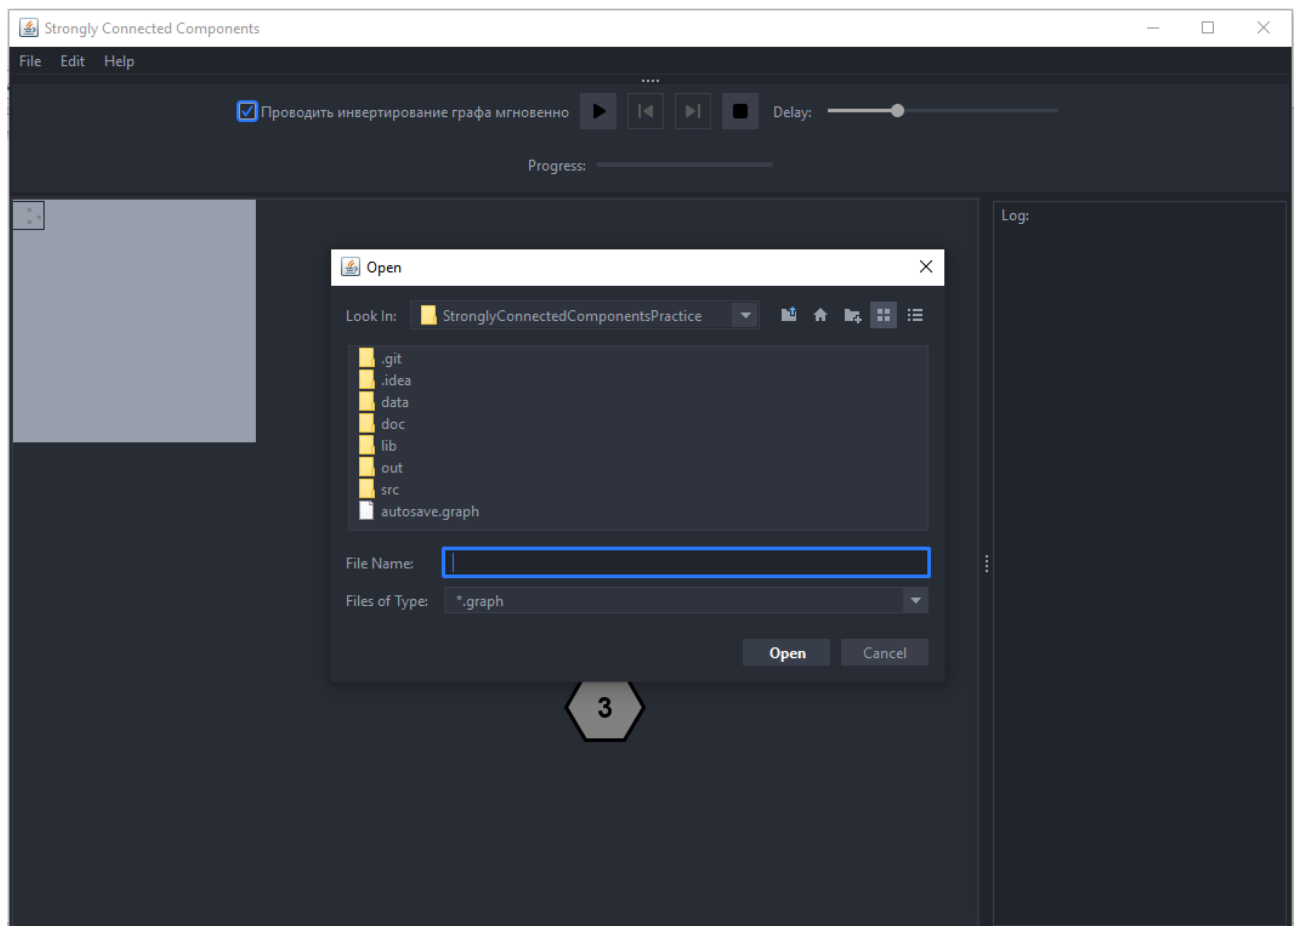 Strongly Connected Components
File Edit Help
Проводить инвертирование графа мгновенно Delay:
Progress:
Log:
Open
Look In: StronglyConnectedComponentsPractice
.git
.idea
data
doc
lib
out
src
autosave.graph
File Name:
Files of Type: *.graph
Open Cancel
3